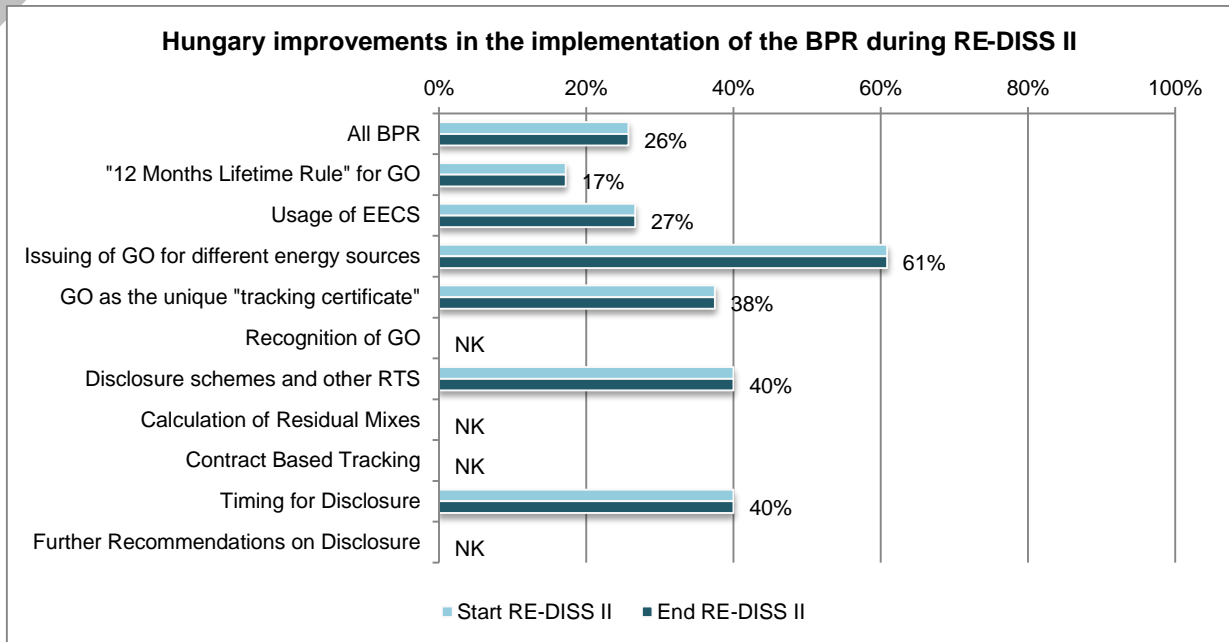 Hungary improvements in the implementation of the BPR during RE-DISS II
0% 20% 40% 60% 80% 100%
All BPR 26%
"12 Months Lifetime Rule" for GO 17%
Usage of EECS 27%
Issuing of GO for different energy sources 61%
GO as the unique "tracking certificate" 38%
Recognition of GO NK
Disclosure schemes and other RTS 40%
Calculation of Residual Mixes NK
Contract Based Tracking NK
Timing for Disclosure 40%
Further Recommendations on Disclosure NK
Start RE-DISS II End RE-DISS II